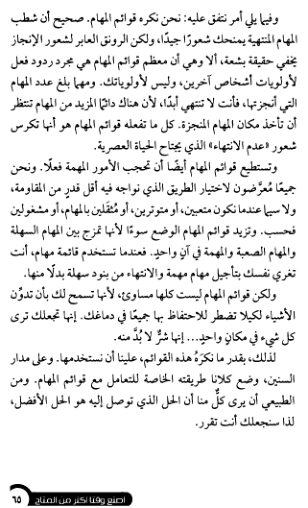 وفيما يلي أمر نتفق عليه: نحن نكره قوائم المهام. صحيح أن شطب
المهام المنتهية يمنحك شعورًا جيدًا، ولكن الرونق العابر لشعور الإنجاز
يخفي حقيقة بشعة، ألا وهي أن معظم قوائم المهام هي مجرد ردود فعل
لأولويات أشخاص آخرين، وليس لأولوياتك. ومهما بلغ عدد المهام
التي أنجزتها، فأنت لا تنتهي أبدًا، لأن هناك دائمًا المزيد من المهام تنتظر
أن تأخذ مكان المهام المنجزة. كل ما تفعله قوائم المهام هو أنها تكرس
شعور «عدم الانتهاء» الذي يجتاح الحياة العصرية.
وتستطيع قوائم المهام أيضًا أن تحجب الأمور المهمة فعلًا. ونحن
جميعًا مُعرَّضون لاختيار الطريق الذي نواجه فيه أقل قدرٍ من المقاومة،
ولا سيما عندما نكون متعبين، أو متوترين، أو مُثقَلين بالمهام، أو مشغولين
فحسب. وتزيد قوائم المهام الوضع سوءًا لأنها تمزج بين المهام السهلة
والمهام الصعبة والمهمة في آنٍ واحدٍ. فعندما تستخدم قائمة مهام، أنت
تغري نفسك بتأجيل مهام مهمة والانتهاء من بنود سهلة بدلًا منها.
ولكن قوائم المهام ليست كلها مساوئ، لأنها تسمح لك بأن تدوِّن
الأشياء لكيلا تضطر للاحتفاظ بها جميعًا في دماغك. إنها تجعلك ترى
كل شيء في مكانٍ واحدٍ... إنها شرٌّ لا بُدَّ منه.
لذلك، بقدر ما نكرَهُ هذه القوائم، علينا أن نستخدمها. وعلى مدار
السنين، وضع كلانا طريقته الخاصة للتعامل مع قوائم المهام. ومن
الطبيعي أن يرى كلٌّ منا أن الحل الذي توصل إليه هو الحل الأفضل،
لذا سنجعلك أنت تقرر.
اصنع وقتا أكثر من المتاح ٦٥